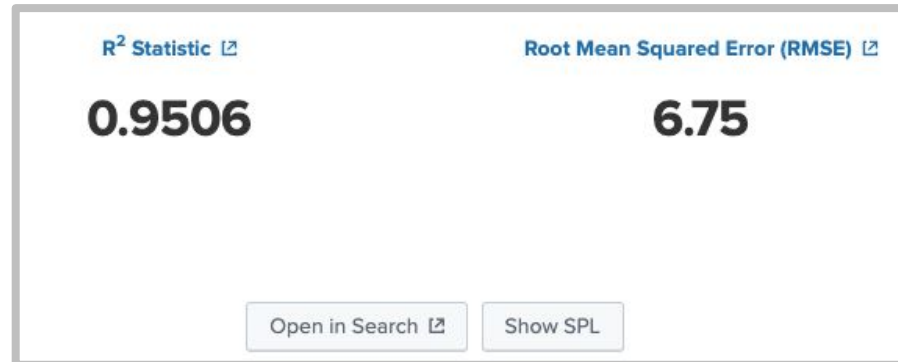 R² Statistic
Root Mean Squared Error (RMSE)
0.9506
6.75
Open in Search
Show SPL